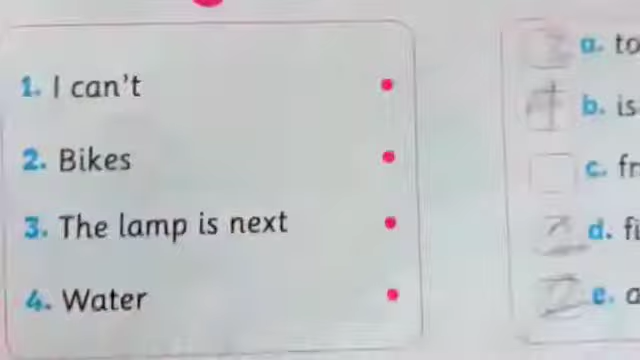 1. I can't
2. Bikes
3. The lamp is next
4. Water
a. to
b. is
c. fr
d. fi
e. a